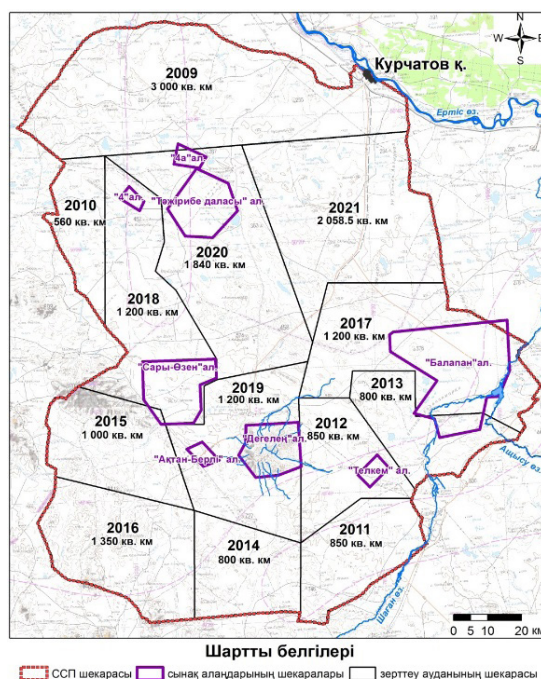 N
W E
S
Курчатов қ.
2009
3 000 кв. км
Ертіс өз.
"4а" ал.
2010
560 кв. км
"4" ал.
"Тәжірибе даласы" ал.
2021
2 058.5 кв. км
2020
1 840 кв. км
2018
1 200 кв. км
2017
1 200 кв. км
"Сары-Өзен" ал.
"Балапан" ал.
2019
1 200 кв. км
2013
800 кв. км
2015
1 000 кв. км
2012
850 кв. км
"Дегелең" ал.
"Ақтан-Берлі" ал.
"Телкем" ал.
Ащысу өз.
2016
1 350 кв. км
2014
800 кв. км
2011
850 кв. км
Шаған өз.
0 5 10 20 км
Шартты белгілері
ССП шекарасы сынақ алаңдарының шекаралары зерттеу ауданының шекарасы